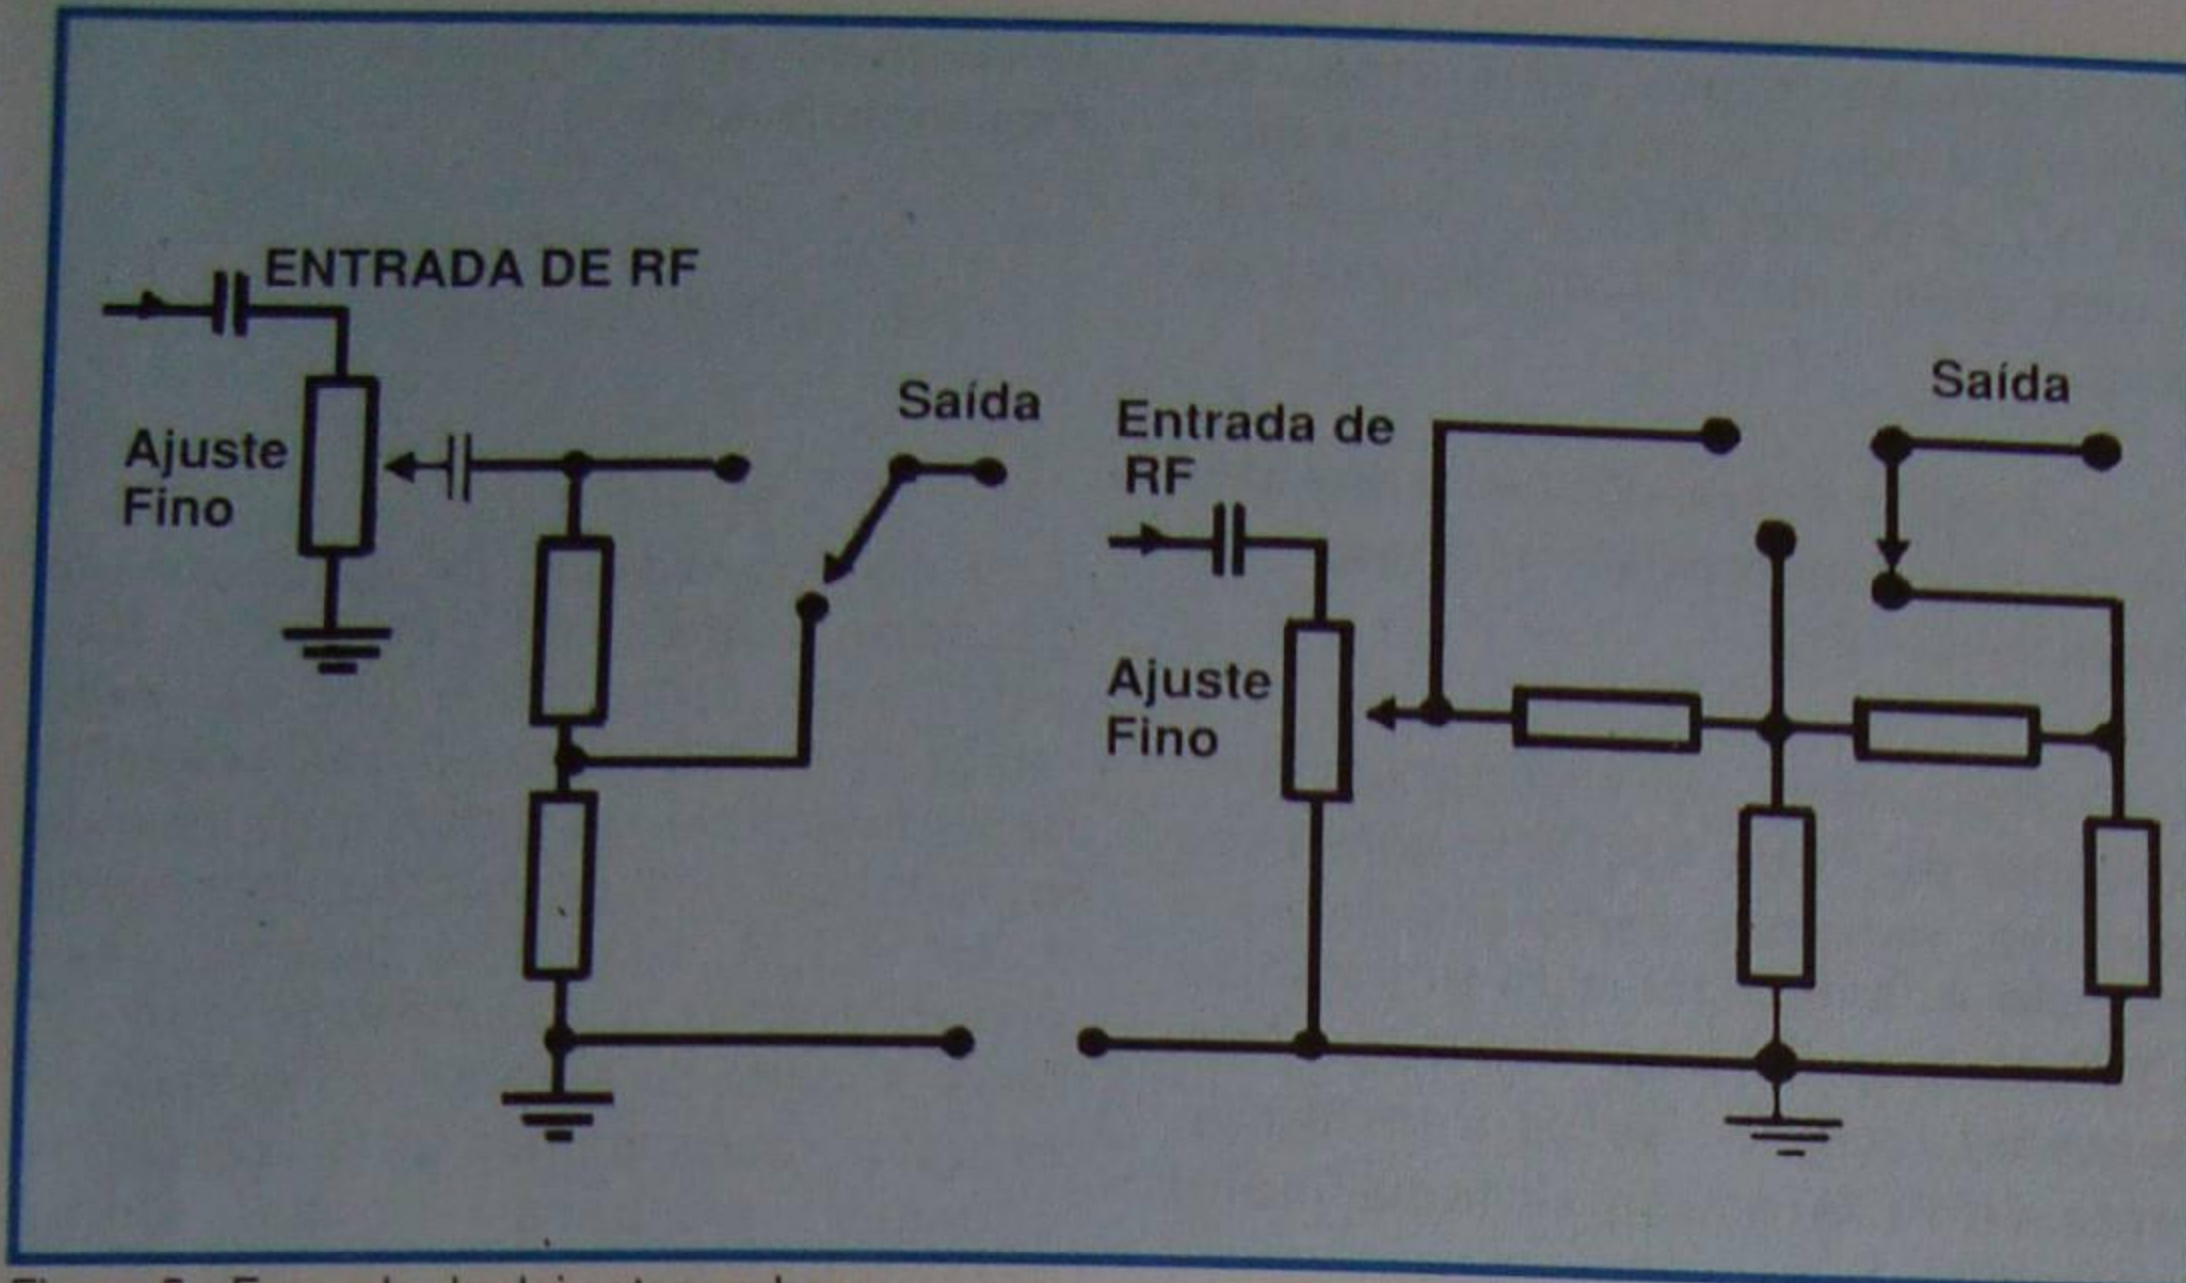 ENTRADA DE RF
Ajuste
Fino
Saída
Entrada de
RF
Ajuste
Fino
Saída